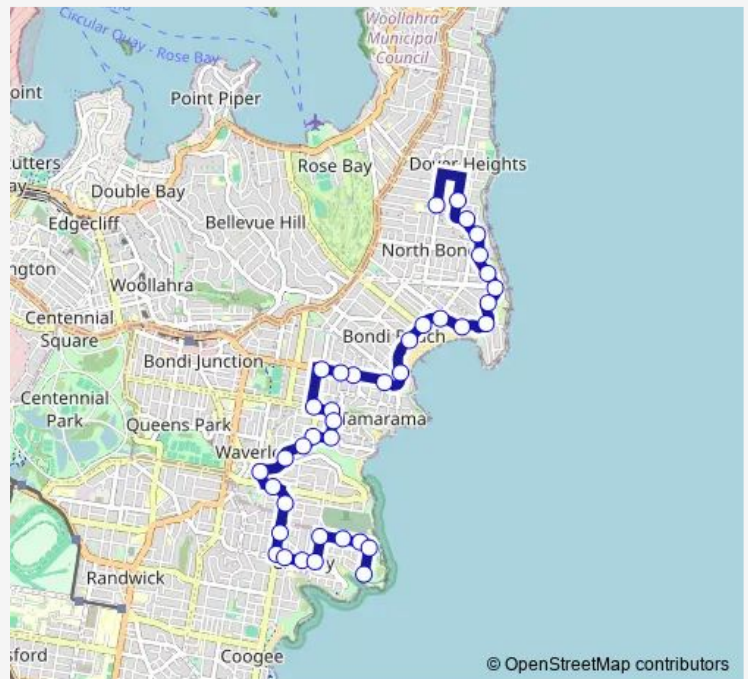 Woollahra
Municipal
Council
Circular Quay - Rose Bay
oint
Point Piper
Rose Bay
Dover Heights
utters
ay
Double Bay
Edgecliff
Bellevue Hill
North Bon
ngton
Woollahra
Centennial
Square
Bondi
ch
Bondi Junction
Centennial
Park
Queens Park
Tamarama
Waverl
y
Randwick
sford
Coogee
© OpenStreetMap contributors